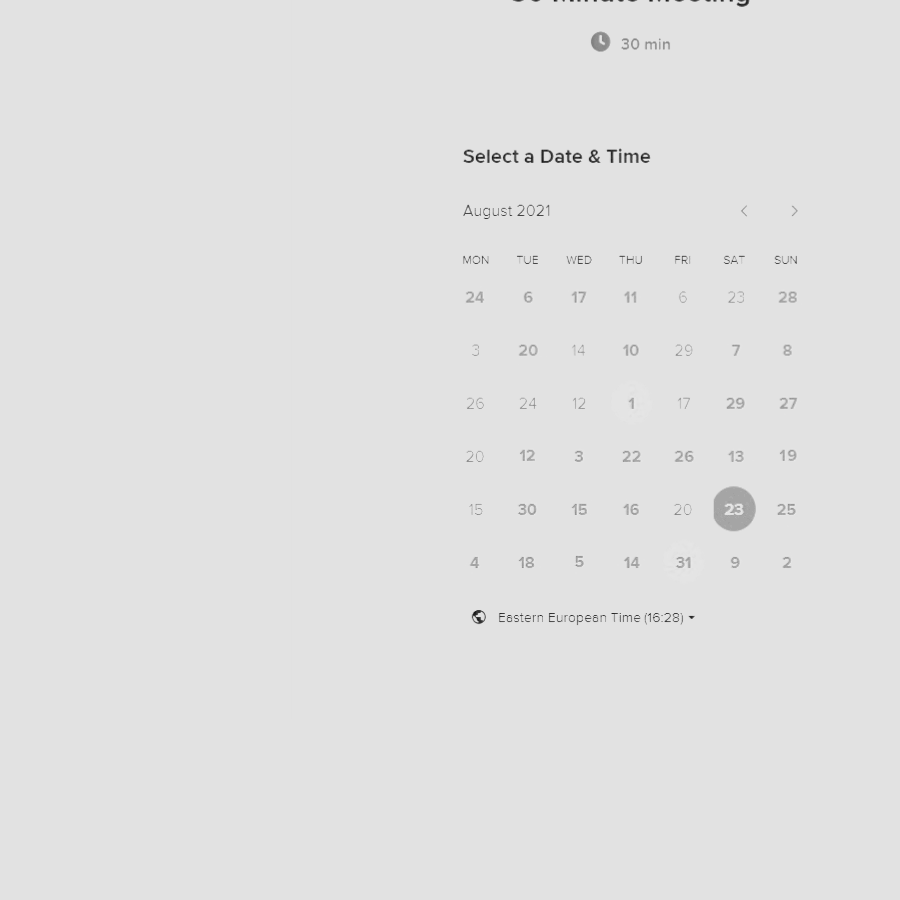 30 Minute Meeting
30 min
Select a Date & Time
August 2021
MON TUE WED THU FRI SAT SUN
24 6 17 11 6 23 28
3 20 14 10 29 7 8
26 24 12 1 17 29 27
20 12 3 22 26 13 19
15 30 15 16 20 23 25
4 18 5 14 31 9 2
Eastern European Time (16:28)